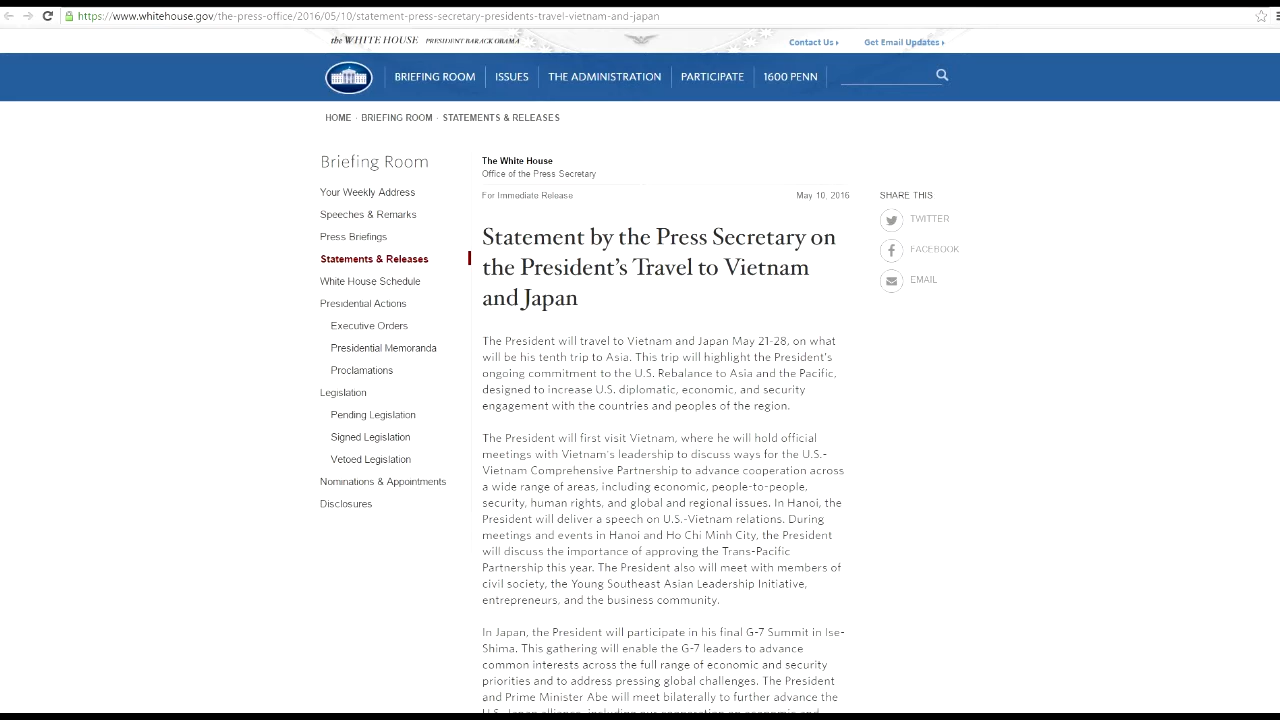 https://www.whitehouse.gov/the-press-office/2016/05/10/statement-press-secretary-presidents-travel-vietnam-and-japan
the WHITE HOUSE PRESIDENT BARACK OBAMA
Contact Us
Get Email Updates
BRIEFING ROOM
ISSUES
THE ADMINISTRATION
PARTICIPATE
1600 PENN
HOME · BRIEFING ROOM · STATEMENTS & RELEASES
Briefing Room
Your Weekly Address
Speeches & Remarks
Press Briefings
Statements & Releases
White House Schedule
Presidential Actions
Executive Orders
Presidential Memoranda
Proclamations
Legislation
Pending Legislation
Signed Legislation
Vetoed Legislation
Nominations & Appointments
Disclosures
The White House
Office of the Press Secretary
For Immediate Release
May 10, 2016
Statement by the Press Secretary on
the President’s Travel to Vietnam
and Japan
The President will travel to Vietnam and Japan May 21-28, on what
will be his tenth trip to Asia. This trip will highlight the President's
ongoing commitment to the U.S. Rebalance to Asia and the Pacific,
designed to increase U.S. diplomatic, economic, and security
engagement with the countries and peoples of the region.
The President will first visit Vietnam, where he will hold official
meetings with Vietnam's leadership to discuss ways for the U.S.-
Vietnam Comprehensive Partnership to advance cooperation across
a wide range of areas, including economic, people-to-people,
security, human rights, and global and regional issues. In Hanoi, the
President will deliver a speech on U.S.-Vietnam relations. During
meetings and events in Hanoi and Ho Chi Minh City, the President
will discuss the importance of approving the Trans-Pacific
Partnership this year. The President also will meet with members of
civil society, the Young Southeast Asian Leadership Initiative,
entrepreneurs, and the business community.
In Japan, the President will participate in his final G-7 Summit in Ise-
Shima. This gathering will enable the G-7 leaders to advance
common interests across the full range of economic and security
priorities and to address pressing global challenges. The President
and Prime Minister Abe will meet bilaterally to further advance the
U.S.-Japan alliance, including our cooperation on economic and
SHARE THIS
TWITTER
FACEBOOK
EMAIL